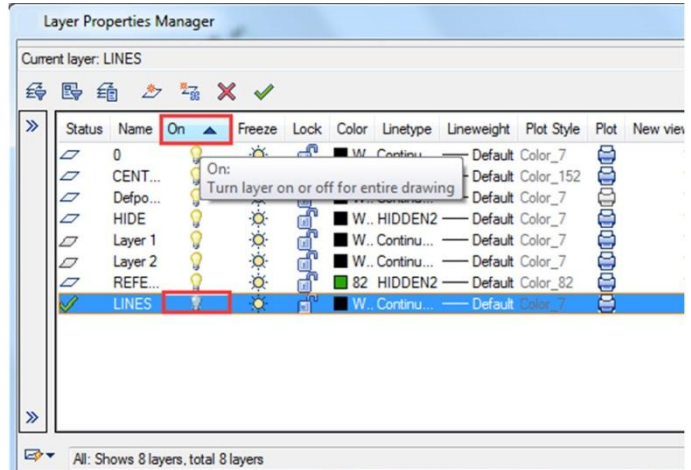 Layer Properties Manager
Current layer: LINES
Status Name On Freeze Lock Color Linetype Lineweight Plot Style Plot New view
0 W.. Continu... Default Color_7
On:
CENT... Default Color_152
Turn layer on or off for entire drawing
Defpo... Default Color_7
HIDE W.. HIDDEN2 Default Color_7
Layer 1 W.. Continu... Default Color_7
Layer 2 W.. Continu... Default Color_7
REFE... 82 HIDDEN2 Default Color_82
LINES W.. Continu... Default Color_7
All: Shows 8 layers, total 8 layers